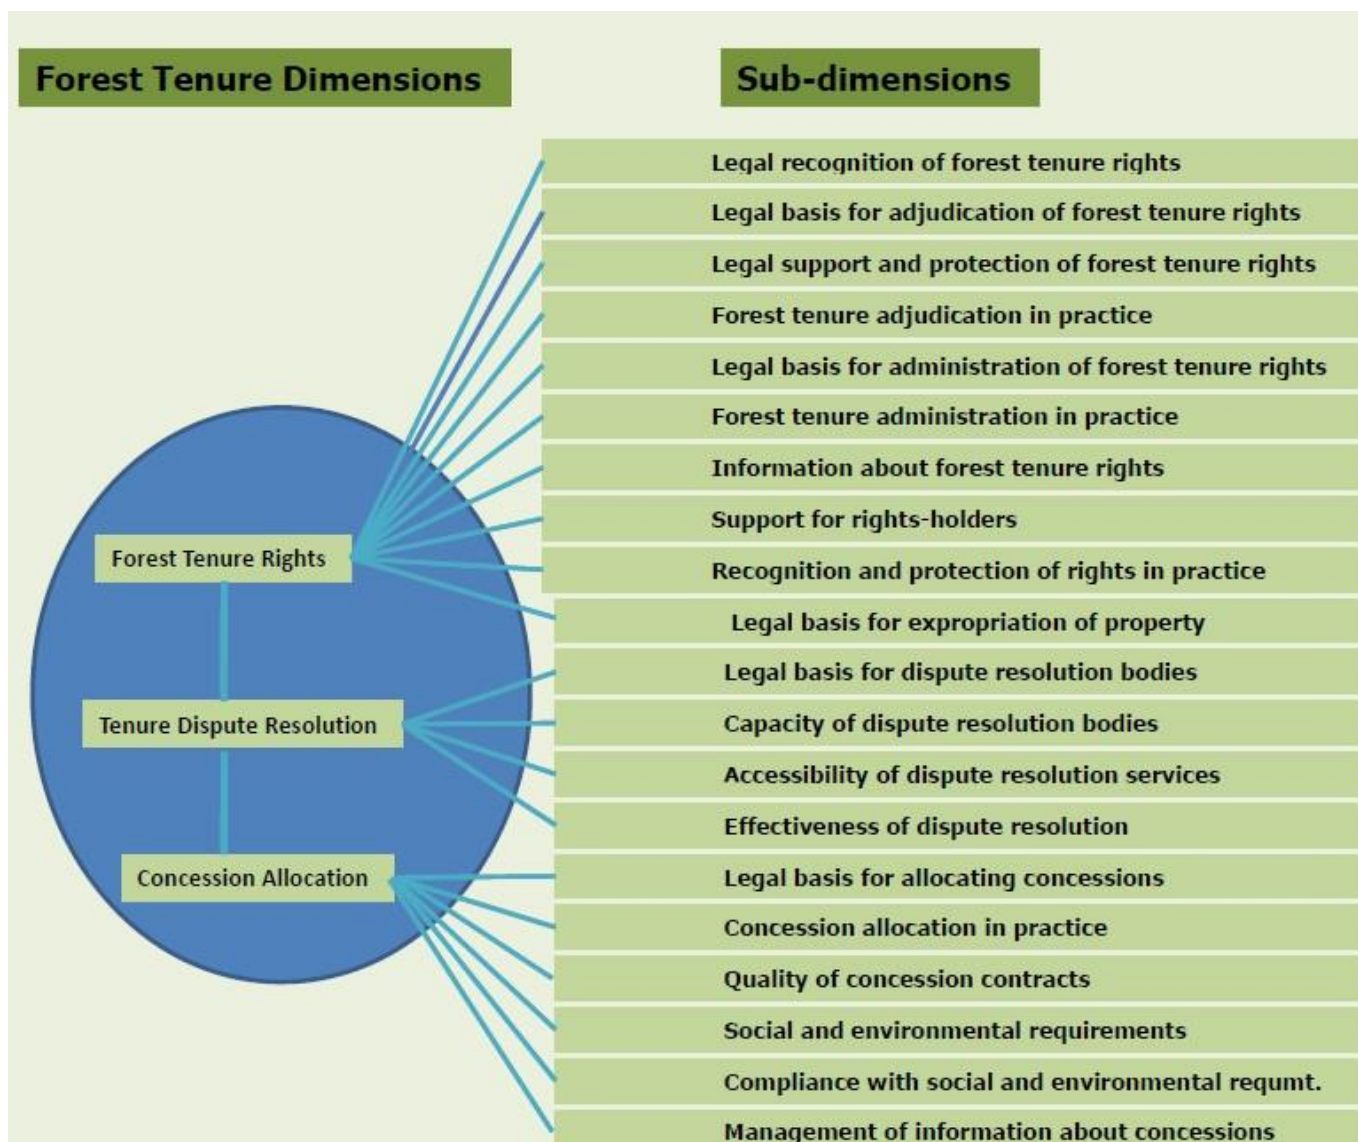 Forest Tenure Dimensions
Sub-dimensions
Legal recognition of forest tenure rights
Legal basis for adjudication of forest tenure rights
Legal support and protection of forest tenure rights
Forest tenure adjudication in practice
Legal basis for administration of forest tenure rights
Forest tenure administration in practice
Information about forest tenure rights
Support for rights-holders
Recognition and protection of rights in practice
Legal basis for expropriation of property
Legal basis for dispute resolution bodies
Capacity of dispute resolution bodies
Accessibility of dispute resolution services
Effectiveness of dispute resolution
Legal basis for allocating concessions
Concession allocation in practice
Quality of concession contracts
Social and environmental requirements
Compliance with social and environmental requmt.
Management of information about concessions
Forest Tenure Rights
Tenure Dispute Resolution
Concession Allocation